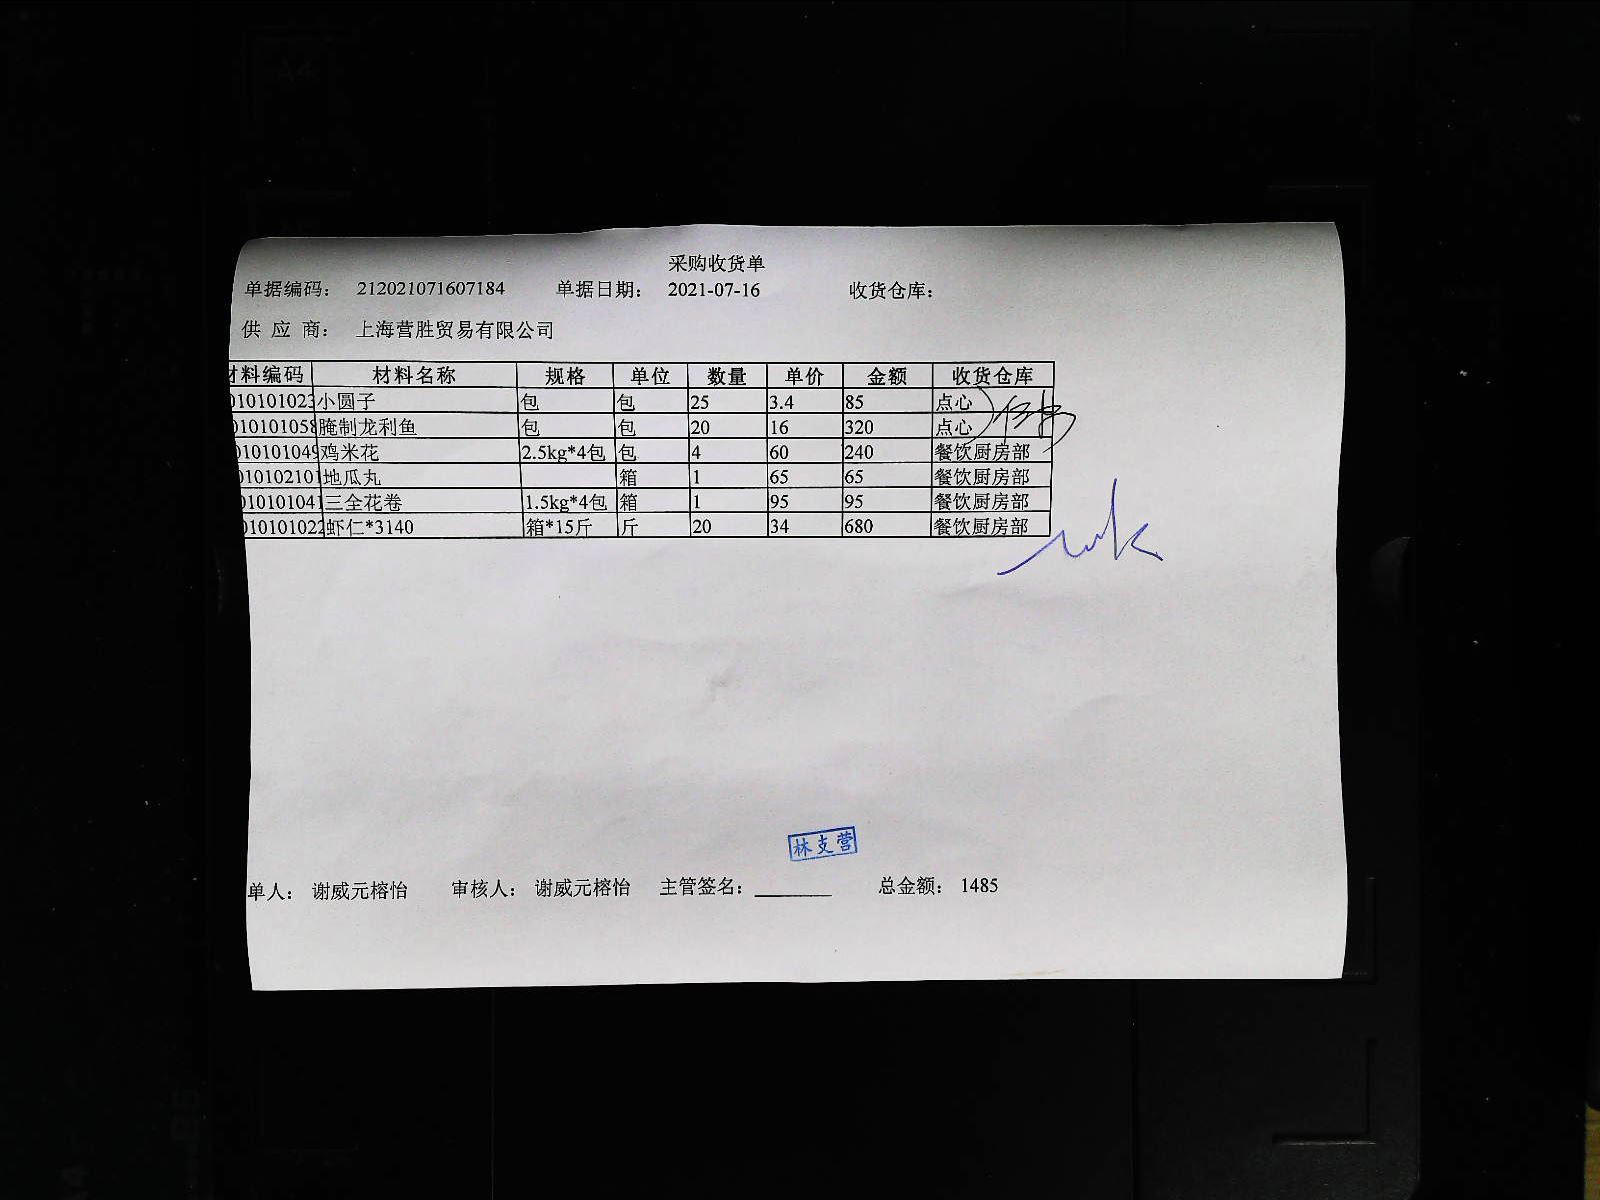 采购收货单
单据编码： 212021071607184 单据日期： 2021-07-16 收货仓库：
供 应 商： 上海营胜贸易有限公司
材料编码 材料名称 规格 单位 数量 单价 金额 收货仓库
010101023 小圆子 包 包 25 3.4 85 点心
010101058 腌制龙利鱼 包 包 20 16 320 点心
010101049 鸡米花 2.5kg*4包 包 4 60 240 餐饮厨房部
010102101 地瓜丸 箱 1 65 65 餐饮厨房部
010101041 三全花卷 1.5kg*4包 箱 1 95 95 餐饮厨房部
010101022 虾仁*3140 箱*15斤 斤 20 34 680 餐饮厨房部
林支营
单人： 谢威元榕怡 审核人： 谢威元榕怡 主管签名： 总金额： 1485